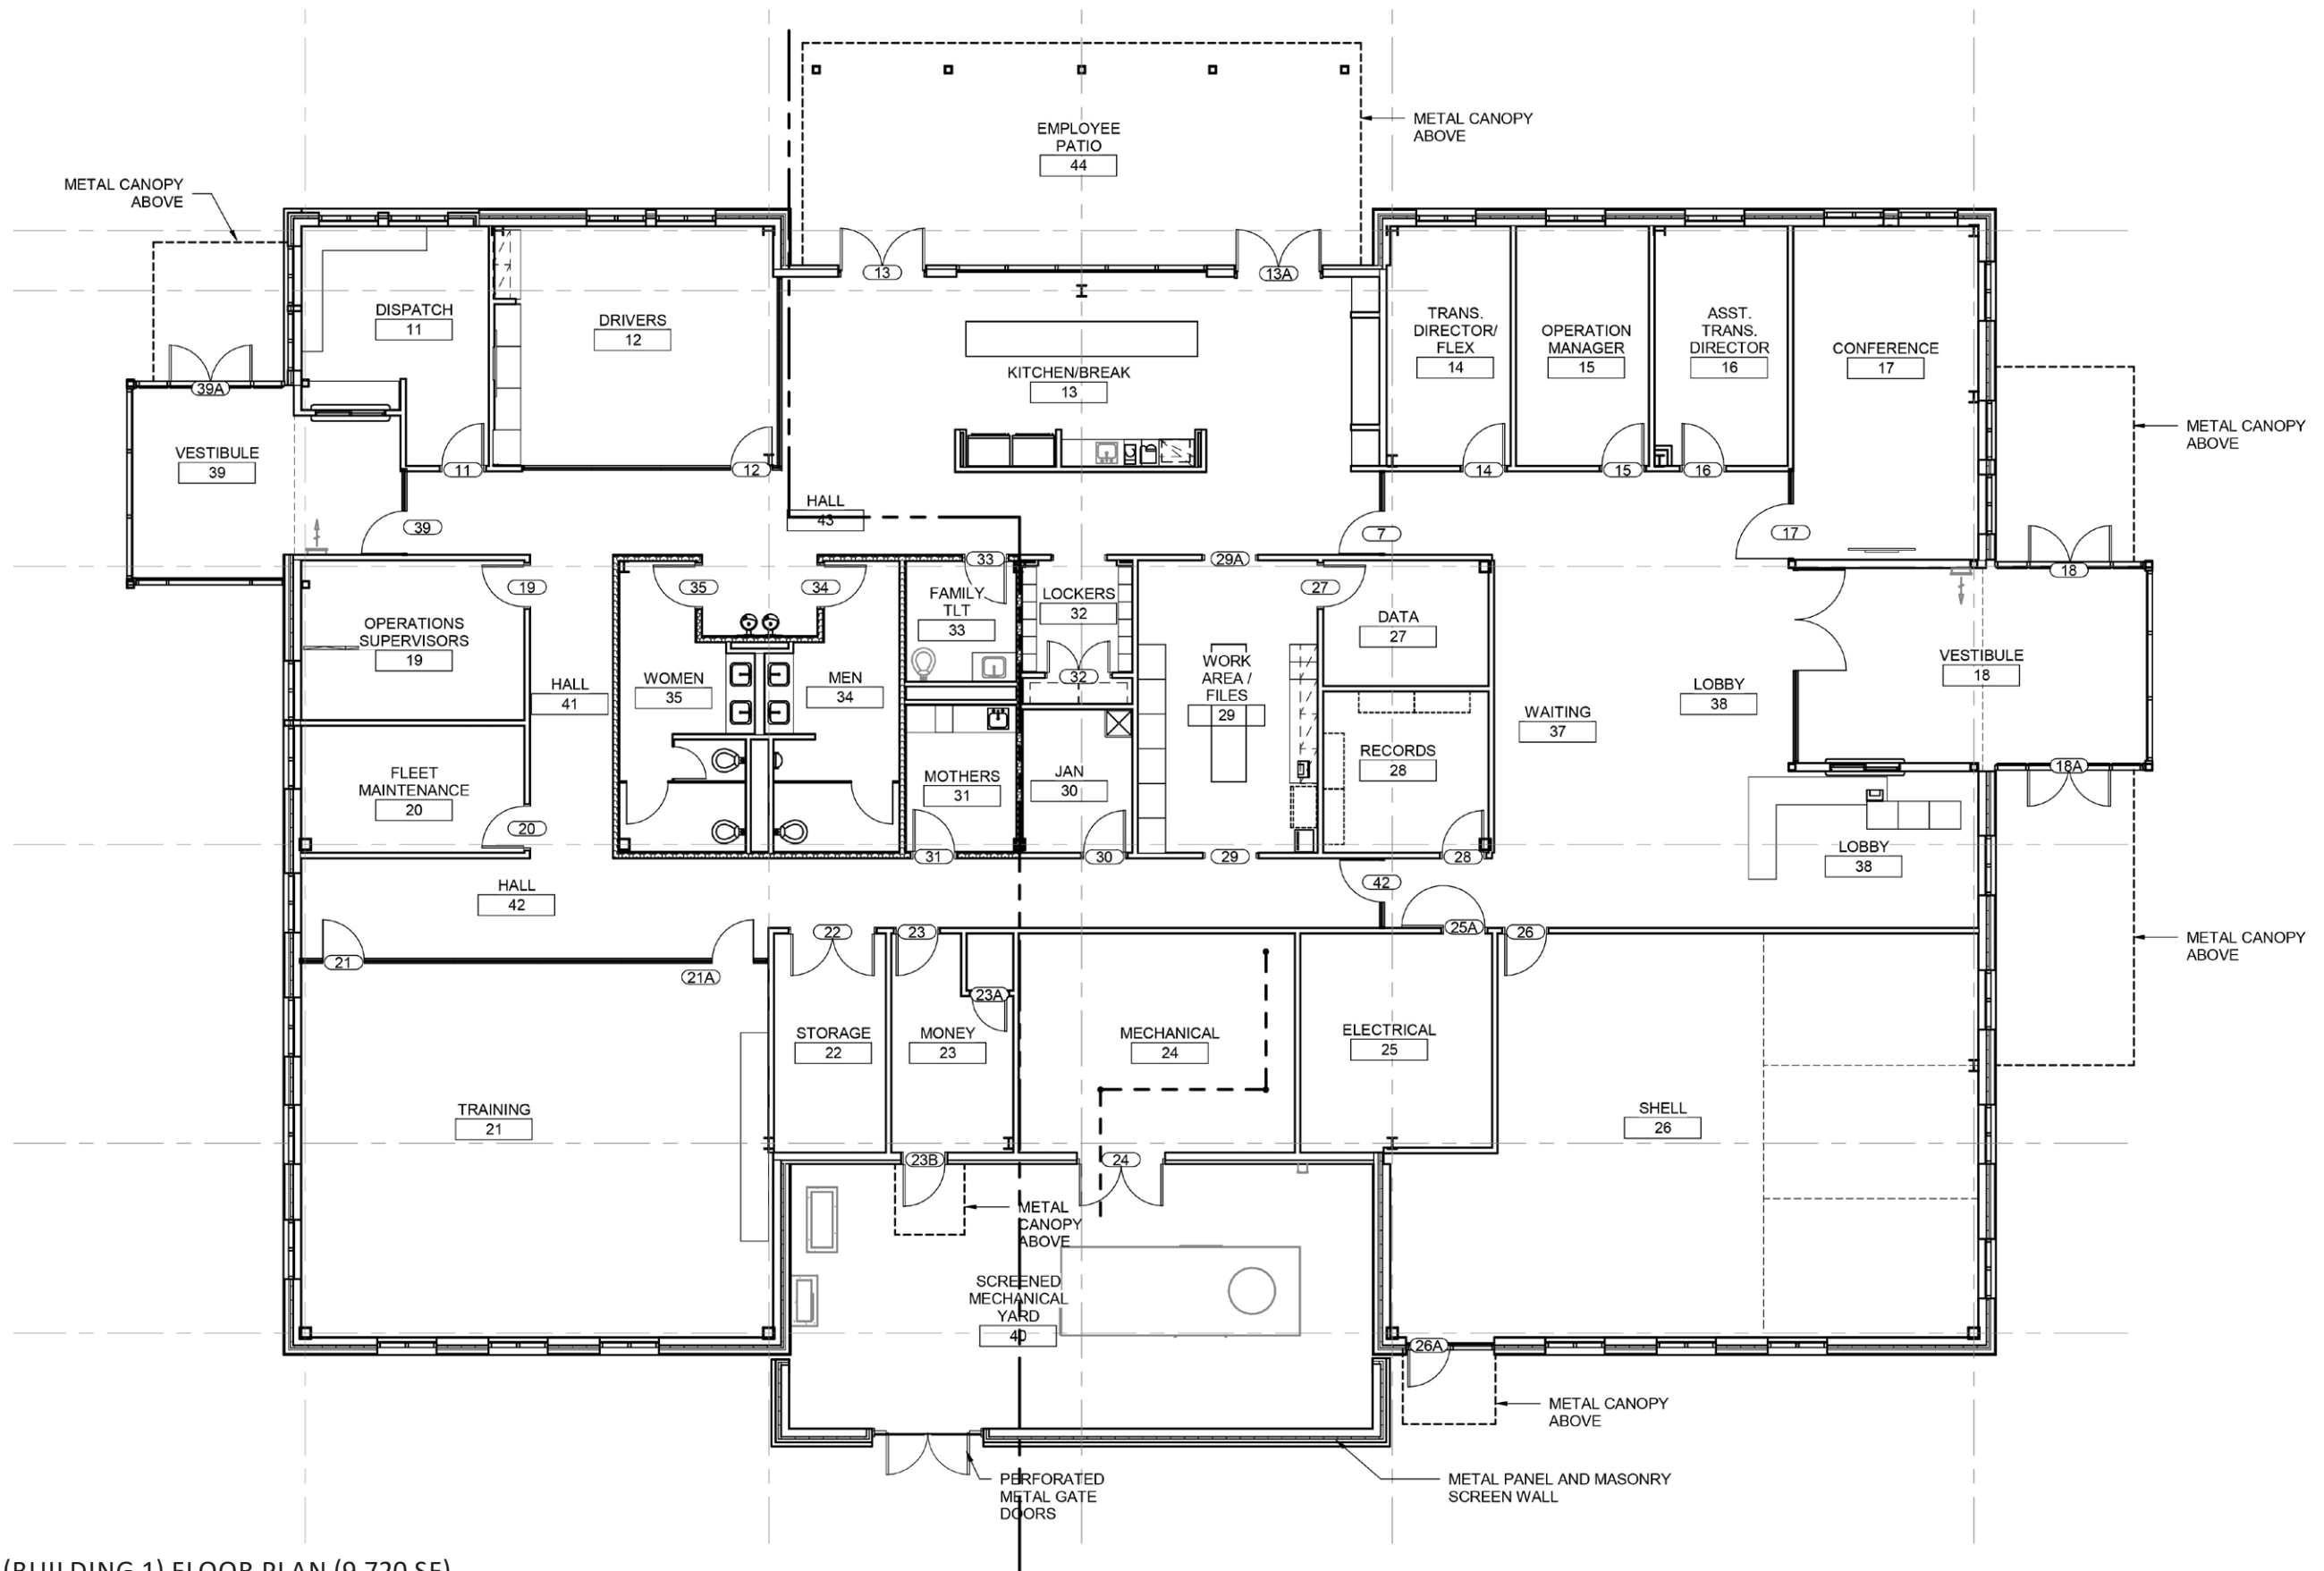 METAL CANOPY
ABOVE
EMPLOYEE
PATIO
44
METAL CANOPY
ABOVE
13
13A
DISPATCH
11
DRIVERS
12
KITCHEN/BREAK
13
TRANS.
DIRECTOR/
FLEX
14
OPERATION
MANAGER
15
ASST.
TRANS.
DIRECTOR
16
CONFERENCE
17
39A
VESTIBULE
39
11
12
14
15
16
METAL CANOPY
ABOVE
39
HALL
43
7
17
33
29A
18
19
35
34
27
OPERATIONS
SUPERVISORS
19
HALL
41
WOMEN
35
MEN
34
FAMILY
TLT
33
LOCKERS
32
32
WORK
AREA /
FILES
29
DATA
27
WAITING
37
LOBBY
38
VESTIBULE
18
FLEET
MAINTENANCE
20
20
MOTHERS
31
JAN
30
RECORDS
28
18A
LOBBY
38
31
30
29
28
HALL
42
42
21
21A
22
23
23A
25A
26
METAL CANOPY
ABOVE
TRAINING
21
STORAGE
22
MONEY
23
MECHANICAL
24
ELECTRICAL
25
SHELL
26
23B
24
METAL
CANOPY
ABOVE
SCREENED
MECHANICAL
YARD
40
26A
METAL CANOPY
ABOVE
PERFORATED
METAL GATE
DOORS
METAL PANEL AND MASONRY
SCREEN WALL
(BUILDING 1) FLOOR PLAN (9,720 SF)